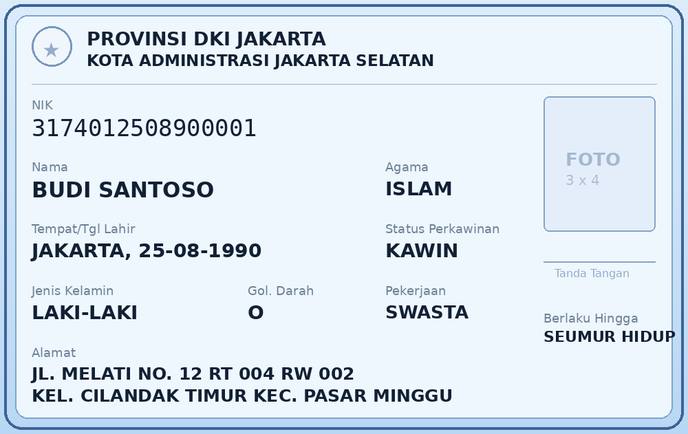 PROVINSI DKI JAKARTA
KOTA ADMINISTRASI JAKARTA SELATAN
NIK
3174012508900001
Nama
BUDI SANTOSO
Agama
ISLAM
Tempat/Tgl Lahir
JAKARTA, 25-08-1990
Status Perkawinan
KAWIN
Jenis Kelamin
LAKI-LAKI
Gol. Darah
O
Pekerjaan
SWASTA
Alamat
JL. MELATI NO. 12 RT 004 RW 002
KEL. CILANDAK TIMUR KEC. PASAR MINGGU
FOTO
3 x 4
Tanda Tangan
Berlaku Hingga
SEUMUR HIDUP